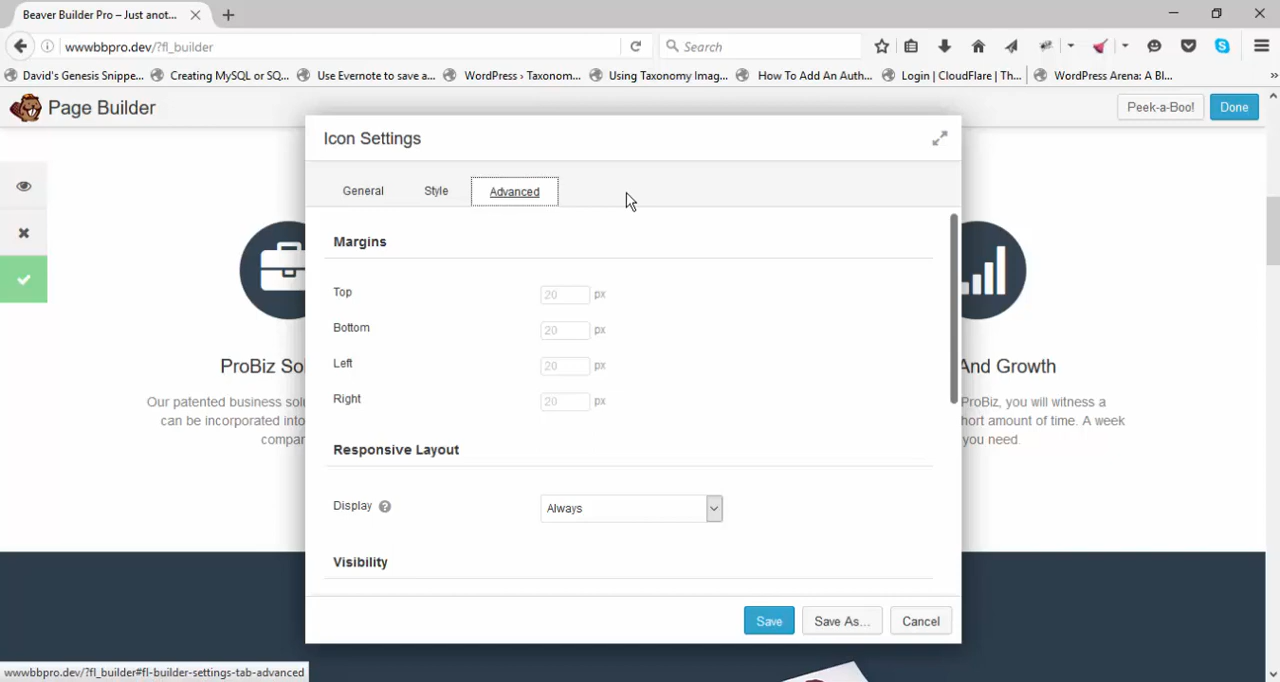 Beaver Builder Pro – Just anot...
wwwbbpro.dev/?fl_builder
Search
David's Genesis Snippe... Creating MySQL or SQ... Use Evernote to save a... WordPress › Taxonom... Using Taxonomy Imag... How To Add An Auth... Login | CloudFlare | Th... WordPress Arena: A Bl... »
Page Builder
Peek-a-Boo! Done
Icon Settings
General Style Advanced
Margins
Top 20 px
Bottom 20 px
Left 20 px
Right 20 px
Responsive Layout
Display ? Always
Visibility
Save Save As... Cancel
ProBiz So
Our patented business solu
can be incorporated into
compan
And Growth
ProBiz, you will witness a
hort amount of time. A week
you need.
wwwbbpro.dev/?fl_builder#fl-builder-settings-tab-advanced